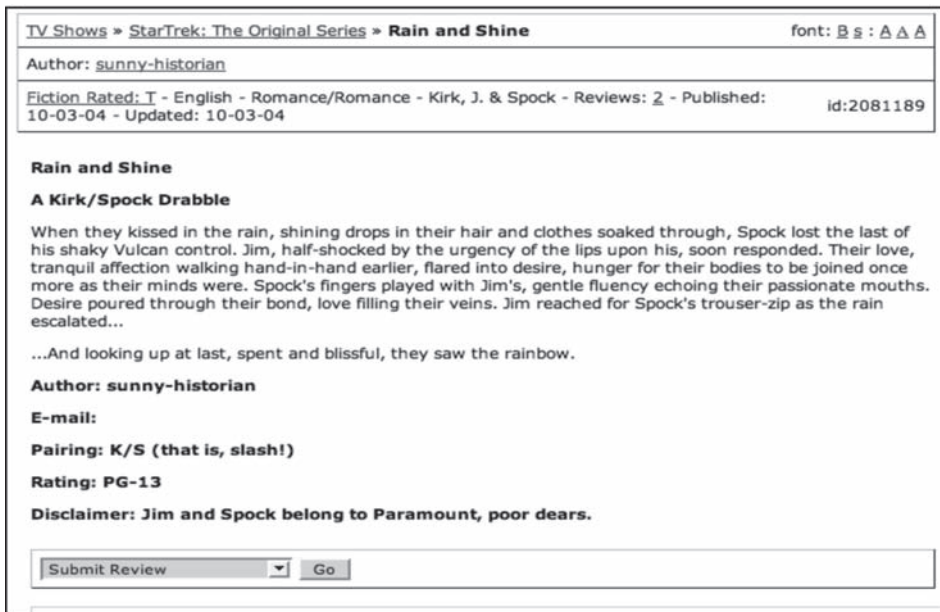 TV Shows » StarTrek: The Original Series » Rain and Shine font: B s : A A A
Author: sunny-historian
Fiction Rated: T - English - Romance/Romance - Kirk, J. & Spock - Reviews: 2 - Published:
10-03-04 - Updated: 10-03-04 id:2081189
Rain and Shine
A Kirk/Spock Drabble
When they kissed in the rain, shining drops in their hair and clothes soaked through, Spock lost the last of
his shaky Vulcan control. Jim, half-shocked by the urgency of the lips upon his, soon responded. Their love,
tranquil affection walking hand-in-hand earlier, flared into desire, hunger for their bodies to be joined once
more as their minds were. Spock's fingers played with Jim's, gentle fluency echoing their passionate mouths.
Desire poured through their bond, love filling their veins. Jim reached for Spock's trouser-zip as the rain
escalated...
...And looking up at last, spent and blissful, they saw the rainbow.
Author: sunny-historian
E-mail:
Pairing: K/S (that is, slash!)
Rating: PG-13
Disclaimer: Jim and Spock belong to Paramount, poor dears.
Submit Review Go